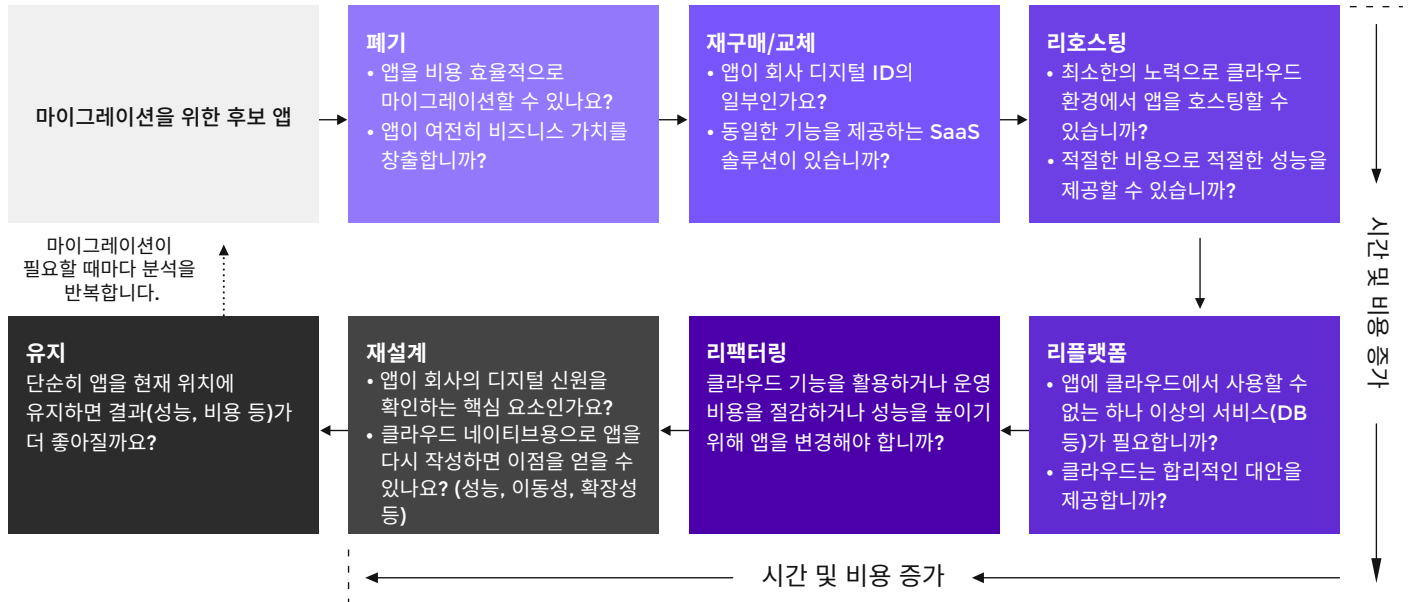 마이그레이션을 위한 후보 앱
폐기
• 앱을 비용 효율적으로
마이그레이션할 수 있나요?
• 앱이 여전히 비즈니스 가치를
창출합니까?
재구매/교체
• 앱이 회사 디지털 ID의
일부인가요?
• 동일한 기능을 제공하는 SaaS
솔루션이 있습니까?
리호스팅
• 최소한의 노력으로 클라우드
환경에서 앱을 호스팅할 수
있습니까?
• 적절한 비용으로 적절한 성능을
제공할 수 있습니까?
시간 및 비용 증가
마이그레이션이
필요할 때마다 분석을
반복합니다.
유지
단순히 앱을 현재 위치에
유지하면 결과(성능, 비용 등)가
더 좋아질까요?
재설계
• 앱이 회사의 디지털 신원을
확인하는 핵심 요소인가요?
• 클라우드 네이티브용으로 앱을
다시 작성하면 이점을 얻을 수
있나요? (성능, 이동성, 확장성
등)
리팩터링
클라우드 기능을 활용하거나 운영
비용을 절감하거나 성능을 높이기
위해 앱을 변경해야 합니까?
리플랫폼
• 앱에 클라우드에서 사용할 수
없는 하나 이상의 서비스(DB
등)가 필요합니까?
• 클라우드는 합리적인 대안을
제공합니까?
시간 및 비용 증가